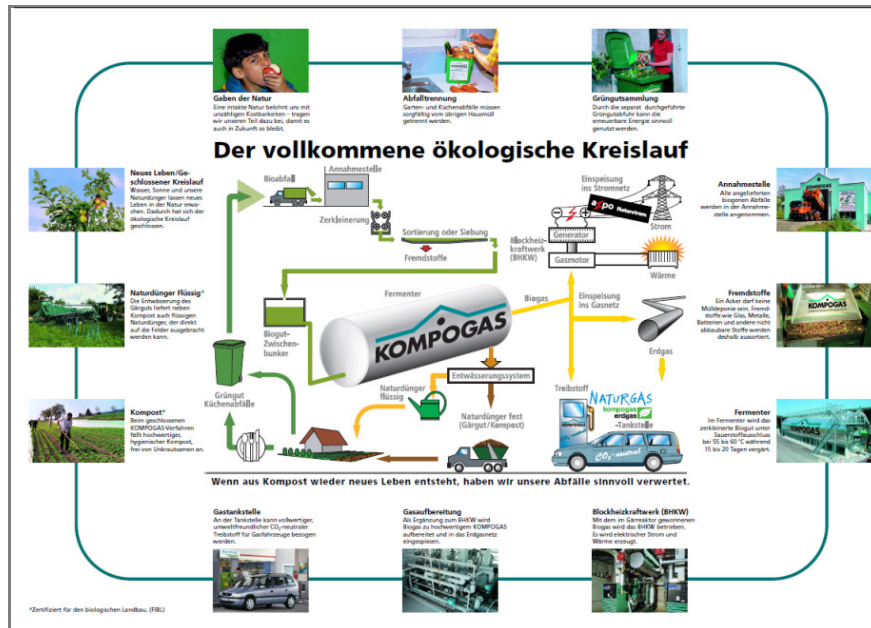 Gaben der Natur
Eine intakte Natur belohnt uns mit
unzähligen Kostbarkeiten – tragen
wir unseren Teil dazu bei, damit es
auch in Zukunft so bleibt.
Abfalltrennung
Garten- und Küchenabfälle müssen
sorgfältig vom übrigen Hausmüll
getrennt werden.
Grüngutsammlung
Durch die separat durchgeführte
Grüngutabfuhr kann die
erneuerbare Energie sinnvoll
genutzt werden.
Der vollkommene ökologische Kreislauf
Neues Leben/Ge-
schlossener Kreislauf
Wasser, Sonne und unsere
Naturdünger lassen neues
Leben in der Natur erwa-
chen. Dadurch hat sich der
ökologische Kreislauf
geschlossen.
Naturdünger Flüssig*
Die Entwässerung des
Gärguts liefert neben
Kompost auch flüssigen
Naturdünger, der direkt
auf die Felder ausgebracht
werden kann.
Kompost*
Beim geschlossenen
KOMPOGAS-Verfahren
fällt hochwertiger,
hygienischer Kompost,
frei von Unkrautsamen an.
Bioabfall
Annahmestelle
Zerkleinerung
Sortierung oder Siebung
Fremdstoffe
Einspeisung
ins Stromnetz
axpo Naturstrom
Strom
Generator
Blockheiz-
kraftwerk
(BHKW)
Gasmotor
Wärme
Fermenter
KOMPOGAS
Biogas
Einspeisung
ins Gasnetz
Erdgas
Biogut-
Zwischen-
bunker
Entwässerungssystem
Naturdünger
flüssig
Naturdünger fest
(Gärgut/Kompost)
Grüngut
Küchenabfälle
Treibstoff
NATURGAS
kompogas
erdgas
-Tankstelle
CO₂-neutral
Wenn aus Kompost wieder neues Leben entsteht, haben wir unsere Abfälle sinnvoll verwertet.
Annahmestelle
Alle angelieferten
biogenen Abfälle
werden in der Annahme-
stelle angenommen.
KOMPOGAS
Fremdstoffe
Ein Acker darf keine
Mülldeponie sein. Fremd-
stoffe wie Glas, Metalle,
Batterien und andere nicht
abbaubare Stoffe werden
deshalb aussortiert.
KOMPOGAS
Fermenter
Im Fermenter wird das
zerkleinerte Biogut unter
Sauerstoffausschluss
bei 55 bis 60 °C während
15 bis 20 Tagen vergärt.
Gastankstelle
An der Tankstelle kann vollwertiger,
umweltfreundlicher CO₂-neutraler
Treibstoff für Gasfahrzeuge bezogen
werden.
Gasaufbereitung
Als Ergänzung zum BHKW wird
Biogas zu hochwertigem KOMPOGAS
aufbereitet und in das Erdgasnetz
eingespiesen.
Blockheizkraftwerk (BHKW)
Mit dem im Gärreaktor gewonnenen
Biogas wird das BHKW betrieben.
Es wird elektrischer Strom und
Wärme erzeugt.
*Zertifiziert für den biologischen Landbau. (FIBL)